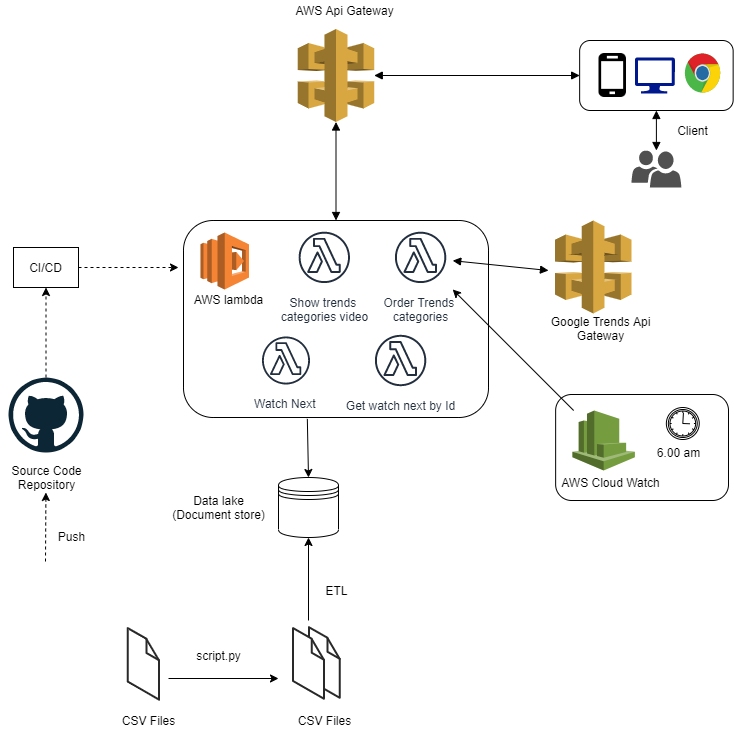 AWS Api Gateway
Client
CI/CD
AWS lambda
Show trends
categories video
Order Trends
categories
Google Trends Api
Gateway
Watch Next
Get watch next by Id
6.00 am
AWS Cloud Watch
Source Code
Repository
Data lake
(Document store)
Push
ETL
script.py
CSV Files
CSV Files